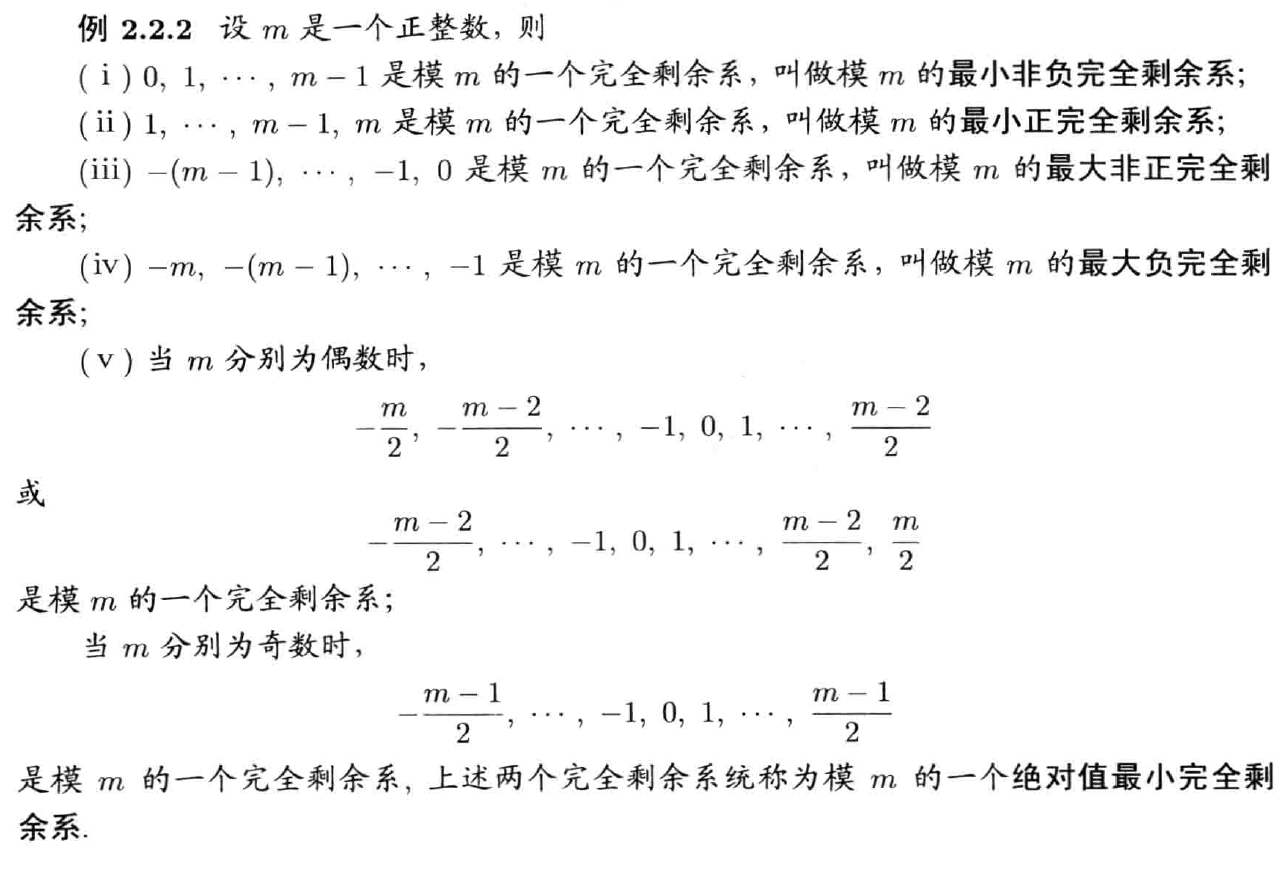 例 2.2.2 设 m 是一个正整数, 则
( i ) 0, 1, ⋯, m − 1 是模 m 的一个完全剩余系, 叫做模 m 的最小非负完全剩余系;
( ii ) 1, ⋯, m − 1, m 是模 m 的一个完全剩余系, 叫做模 m 的最小正完全剩余系;
(iii) −(m − 1), ⋯, −1, 0 是模 m 的一个完全剩余系, 叫做模 m 的最大非正完全剩
余系;
(iv) −m, −(m − 1), ⋯, −1 是模 m 的一个完全剩余系, 叫做模 m 的最大负完全剩
余系;
( v ) 当 m 分别为偶数时,
$-\frac{m}{2}, -\frac{m-2}{2}, \cdots, -1, 0, 1, \cdots, \frac{m-2}{2}$
或
$-\frac{m-2}{2}, \cdots, -1, 0, 1, \cdots, \frac{m-2}{2}, \frac{m}{2}$
是模 m 的一个完全剩余系;
当 m 分别为奇数时,
$-\frac{m-1}{2}, \cdots, -1, 0, 1, \cdots, \frac{m-1}{2}$
是模 m 的一个完全剩余系, 上述两个完全剩余系统称为模 m 的一个绝对值最小完全剩
余系.